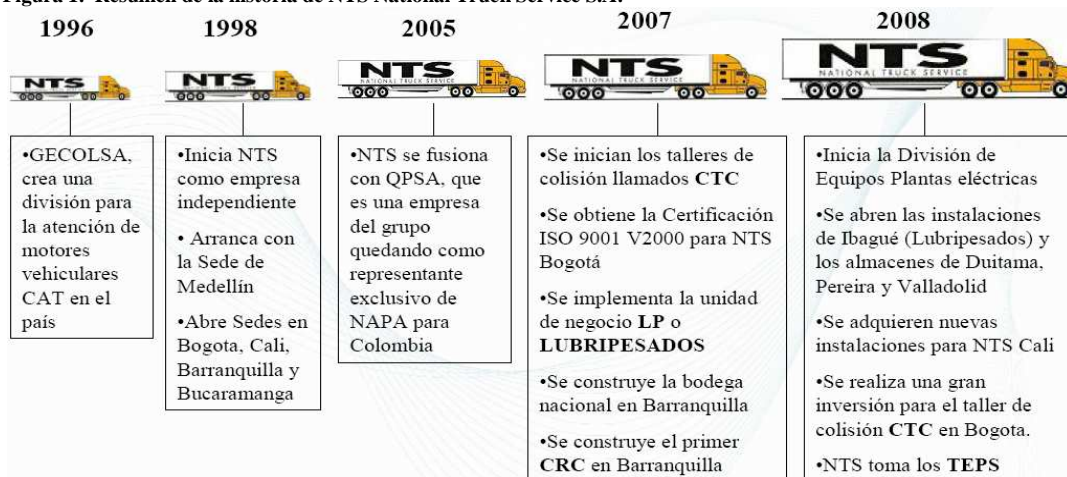 Figura 1. Resumen de la historia de NTS National Truck Service S.A.
1996
1998
2005
2007
2008
NTS
NTS
NTS
NATIONAL TRUCK SERVICE
NTS
NATIONAL TRUCK SERVICE
NTS
NATIONAL TRUCK SERVICE
•GECOLSA,
crea una
división para
la atención de
motores
vehiculares
CAT en el
país
•Inicia NTS
como empresa
independiente
• Arranca con
la Sede de
Medellín
•Abre Sedes en
Bogota, Cali,
Barranquilla y
Bucaramanga
•NTS se fusiona
con QPSA, que
es una empresa
del grupo
quedando como
representante
exclusivo de
NAPA para
Colombia
•Se inician los talleres de
colisión llamados CTC
•Se obtiene la Certificación
ISO 9001 V2000 para NTS
Bogotá
•Se implementa la unidad
de negocio LP o
LUBRIPESADOS
•Se construye la bodega
nacional en Barranquilla
•Se construye el primer
CRC en Barranquilla
•Inicia la División de
Equipos Plantas eléctricas
•Se abren las instalaciones
de Ibagué (Lubripesados) y
los almacenes de Duitama,
Pereira y Valladolid
•Se adquieren nuevas
instalaciones para NTS Cali
•Se realiza una gran
inversión para el taller de
colisión CTC en Bogota.
•NTS toma los TEPS